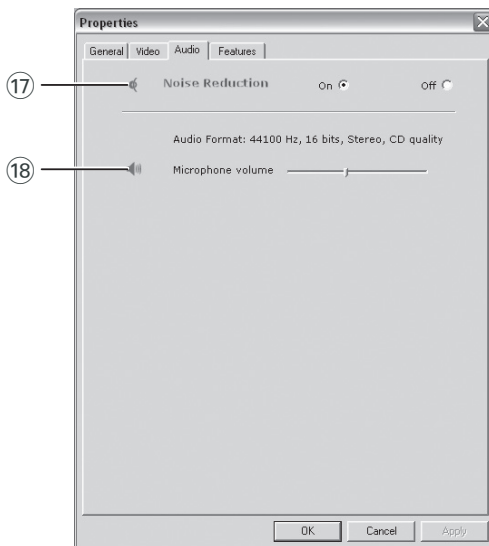 Properties
General Video Audio Features
⑰ Noise Reduction On Off
Audio Format: 44100 Hz, 16 bits, Stereo, CD quality
⑱ Microphone volume
OK Cancel Apply